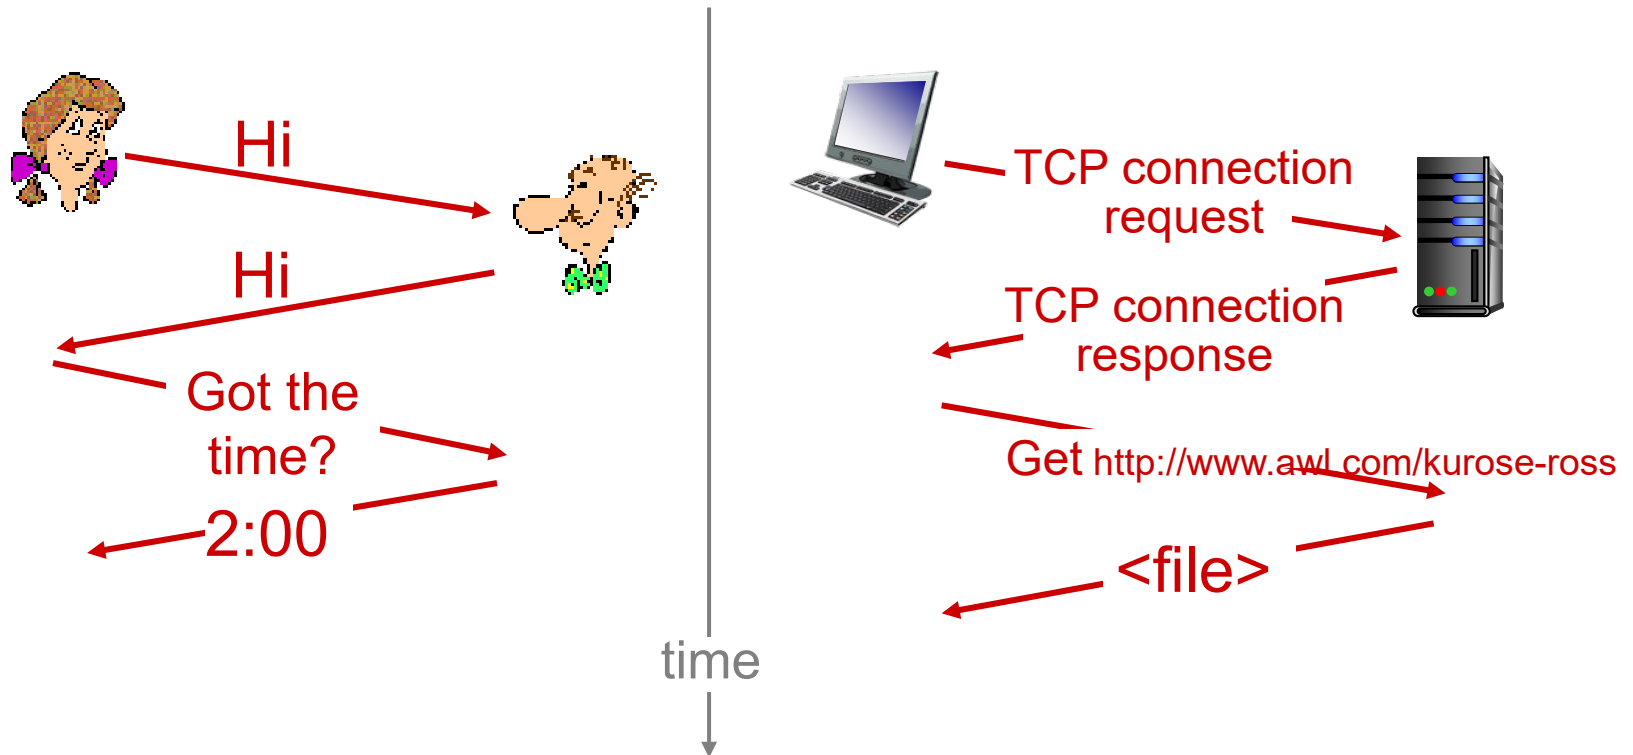 Hi
Hi
Got the
time?
2:00
time
TCP connection
request
TCP connection
response
Get http://www.awl.com/kurose-ross
<file>